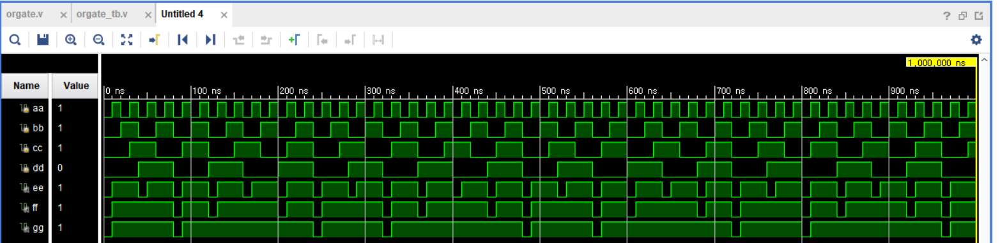 orgate.v × orgate_tb.v × Untitled 4 × ?
1,000,000 ns
Name Value 0 ns 100 ns 200 ns 300 ns 400 ns 500 ns 600 ns 700 ns 800 ns 900 ns
aa 1
bb 1
cc 1
dd 0
ee 1
ff 1
gg 1